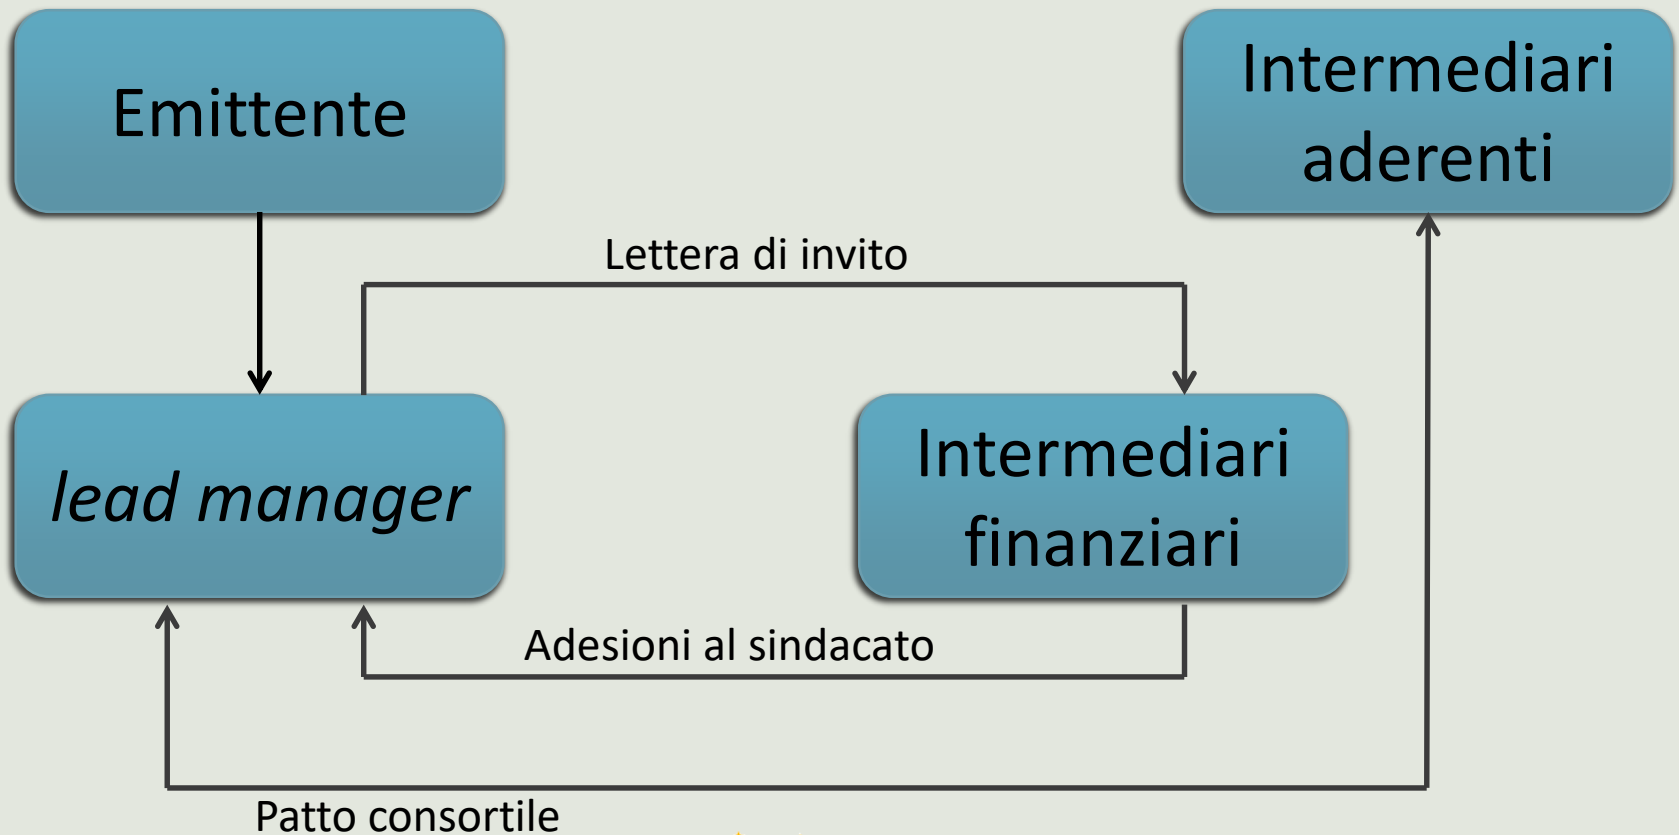 Emittente
Intermediari
aderenti
Lettera di invito
lead manager
Intermediari
finanziari
Adesioni al sindacato
Patto consortile